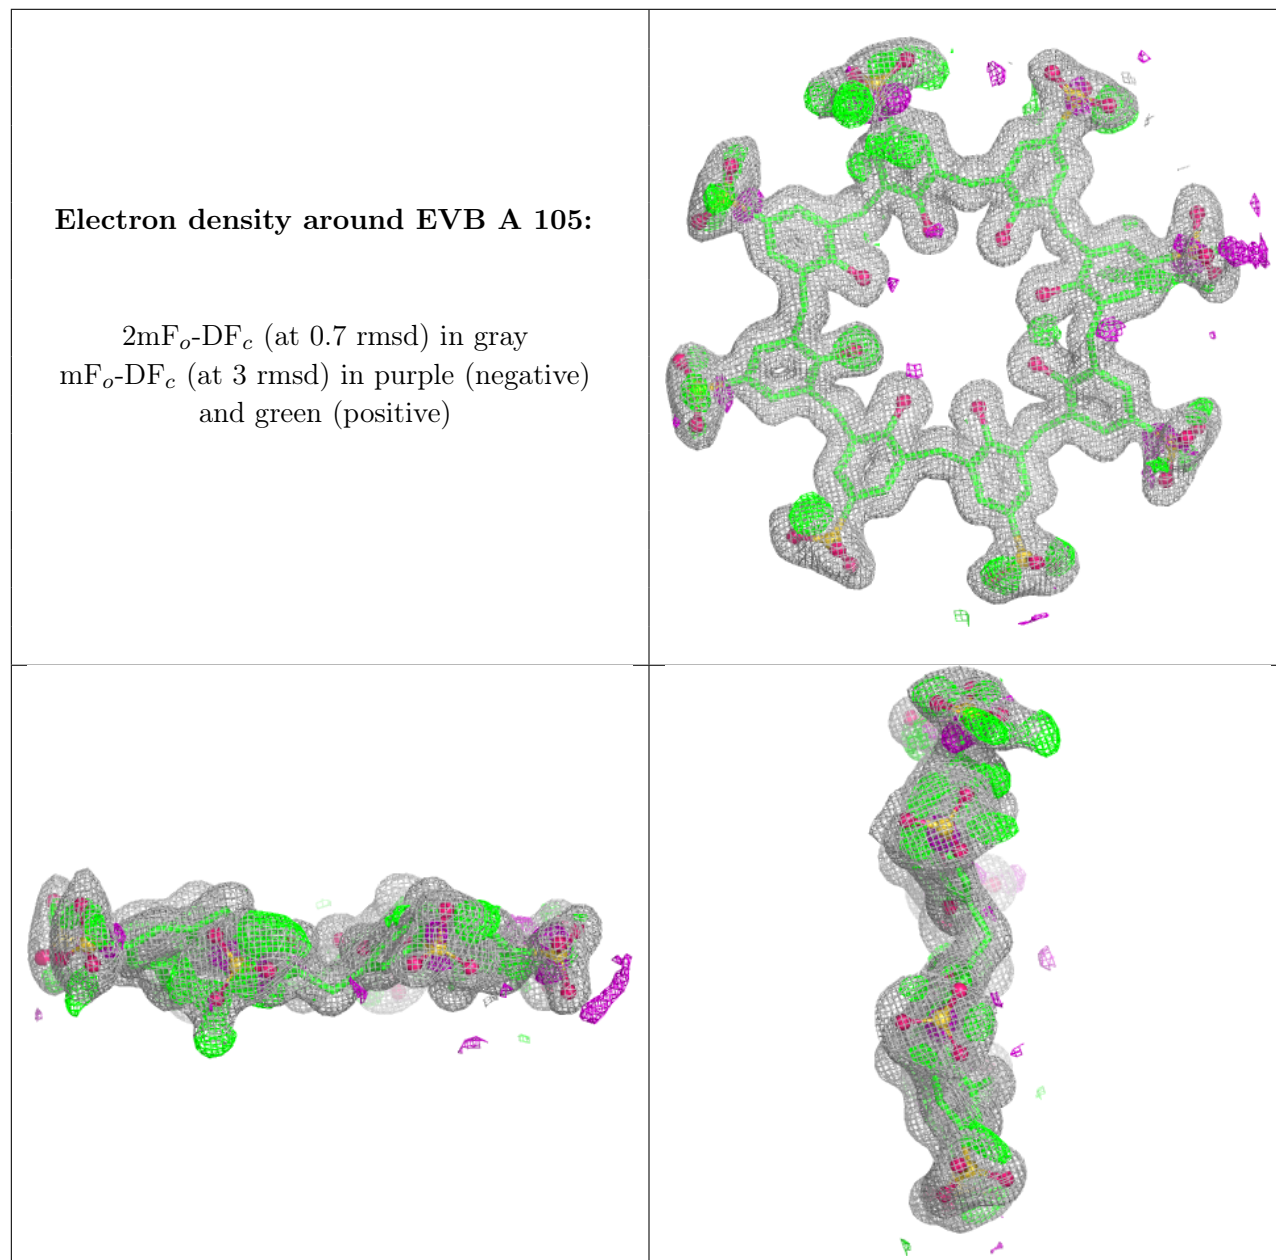 Electron density around EVB A 105:
2mFo-DFc (at 0.7 rmsd) in gray
mFo-DFc (at 3 rmsd) in purple (negative)
and green (positive)